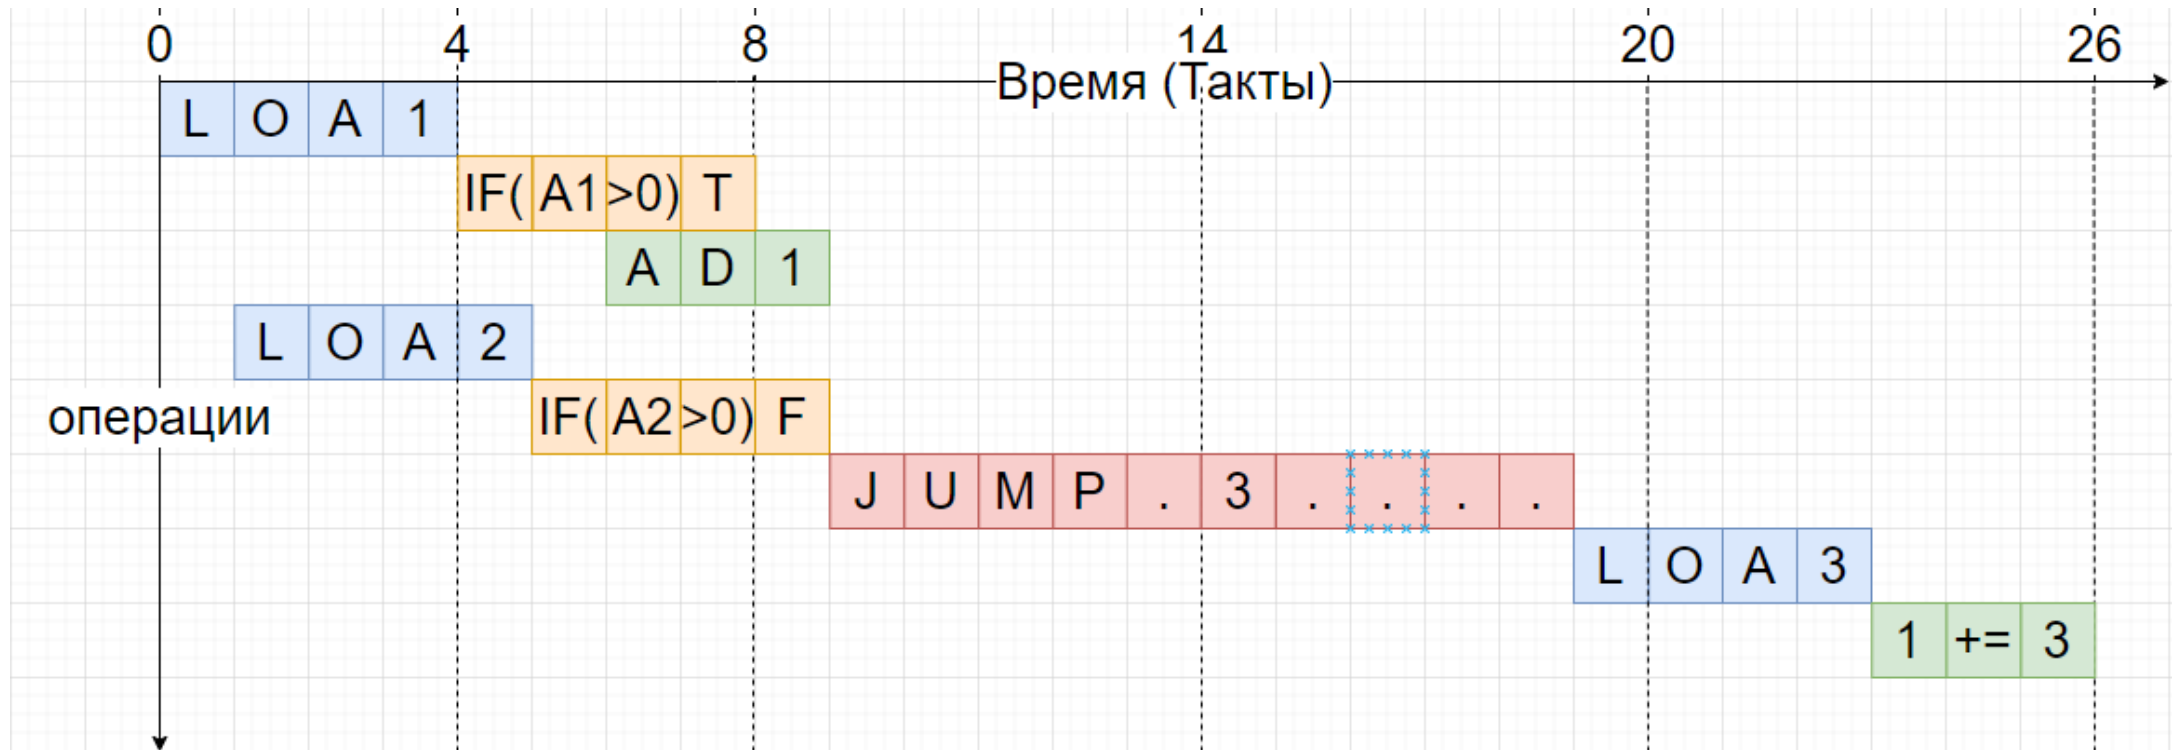 0 4 8 14 20 26
Время (Такты)
L O A 1
IF( A1 >0) T
A D 1
L O A 2
операции
IF( A2 >0) F
J U M P . 3 . . . .
L O A 3
1 += 3